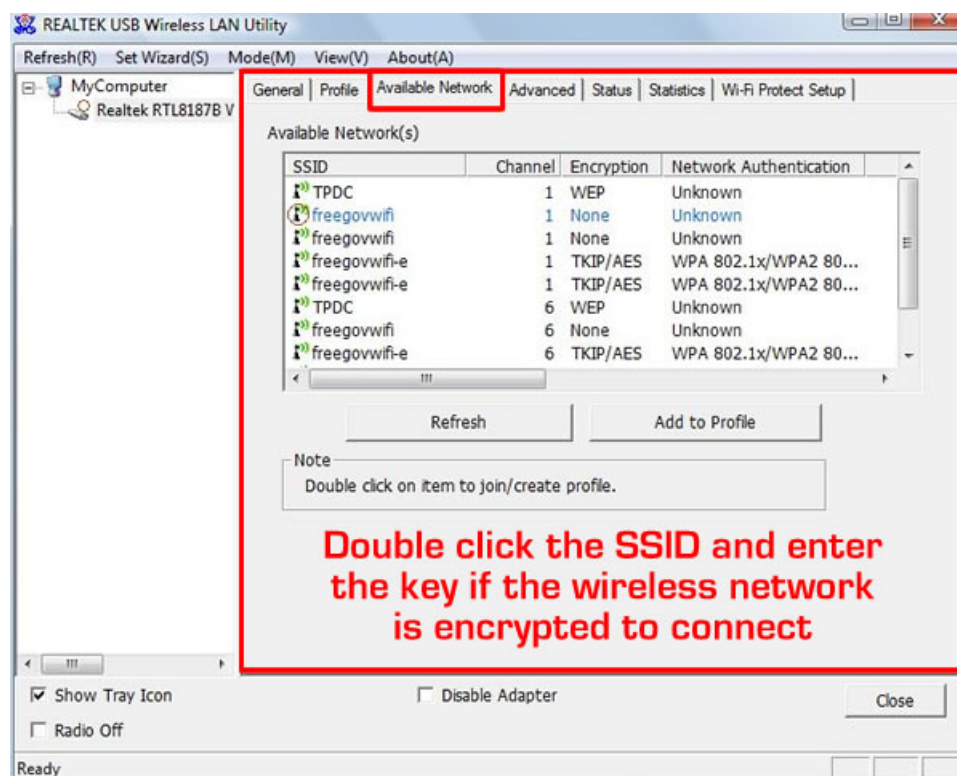 REALTEK USB Wireless LAN Utility
Refresh(R) Set Wizard(S) Mode(M) View(V) About(A)
MyComputer
Realtek RTL8187B V
General Profile Available Network Advanced Status Statistics Wi-Fi Protect Setup
Available Network(s)
SSID Channel Encryption Network Authentication
TPDC 1 WEP Unknown
freegovwifi 1 None Unknown
freegovwifi 1 None Unknown
freegovwifi-e 1 TKIP/AES WPA 802.1x/WPA2 80...
freegovwifi-e 1 TKIP/AES WPA 802.1x/WPA2 80...
TPDC 6 WEP Unknown
freegovwifi 6 None Unknown
freegovwifi-e 6 TKIP/AES WPA 802.1x/WPA2 80...
Refresh Add to Profile
Note
Double click on item to join/create profile.
Double click the SSID and enter
the key if the wireless network
is encrypted to connect
Show Tray Icon Disable Adapter Close
Radio Off
Ready